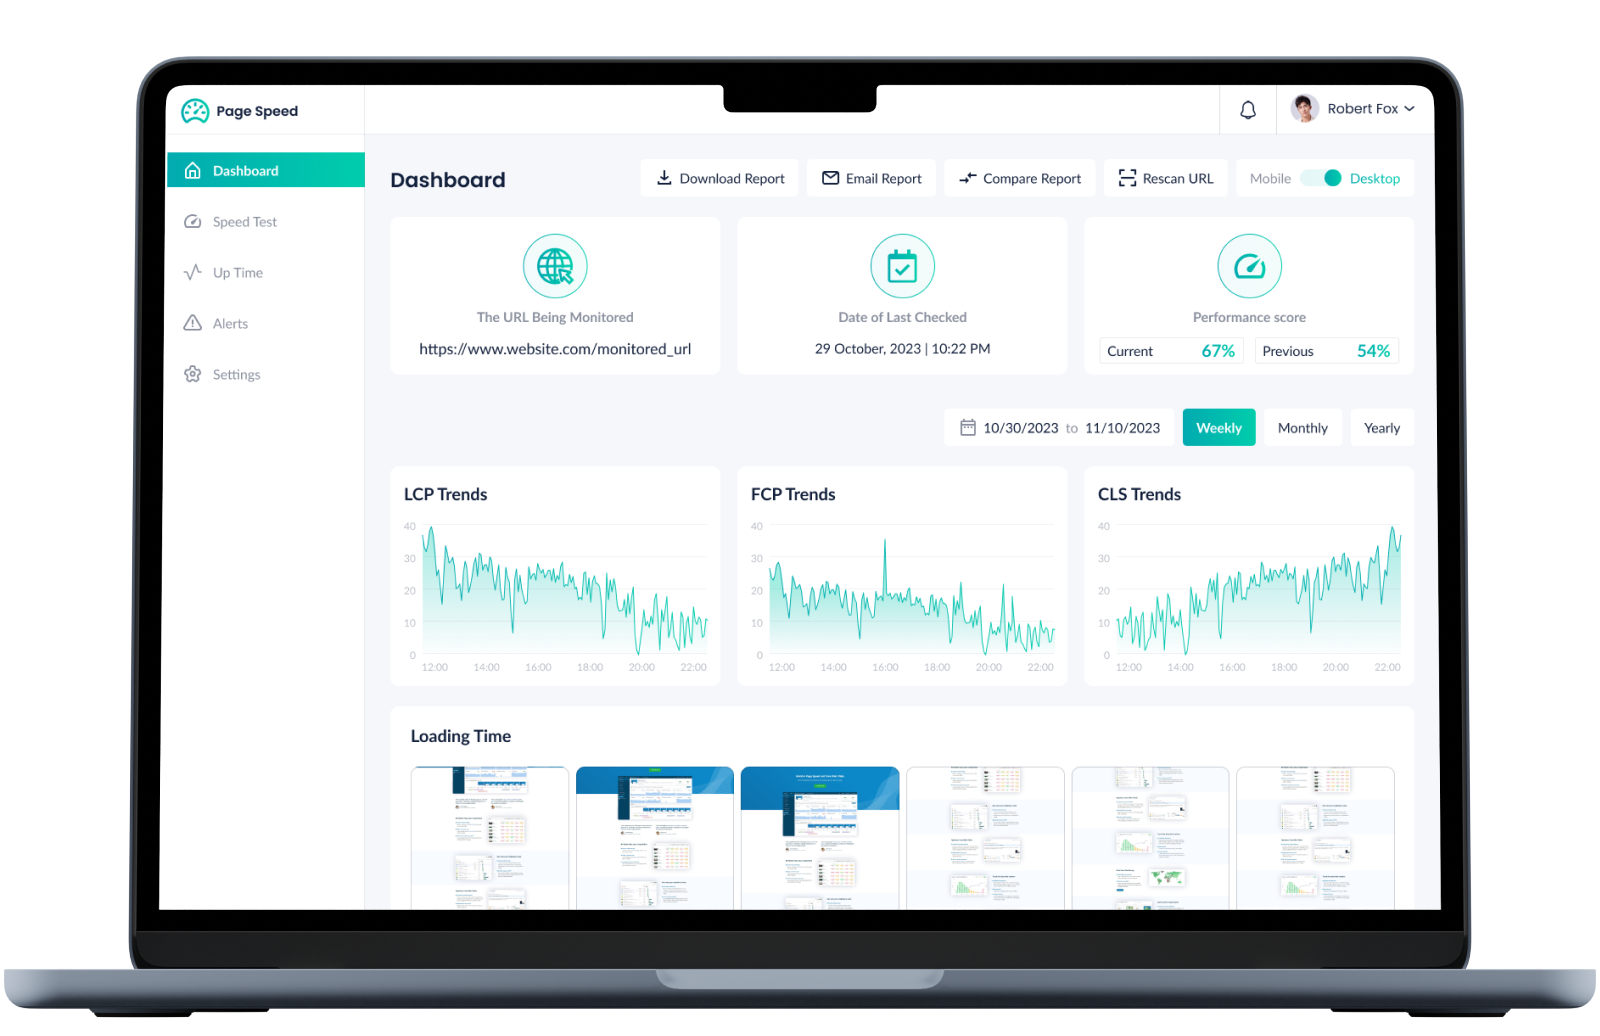 Page Speed
Robert Fox
Dashboard
Speed Test
Up Time
Alerts
Settings
Dashboard
Download Report
Email Report
Compare Report
Rescan URL
Mobile
Desktop
The URL Being Monitored
https://www.website.com/monitored_url
Date of Last Checked
29 October, 2023 | 10:22 PM
Performance score
Current 67%
Previous 54%
10/30/2023 to 11/10/2023
Weekly
Monthly
Yearly
LCP Trends
40
30
20
10
0
12:00 14:00 16:00 18:00 20:00 22:00
FCP Trends
40
30
20
10
0
12:00 14:00 16:00 18:00 20:00 22:00
CLS Trends
40
30
20
10
0
12:00 14:00 16:00 18:00 20:00 22:00
Loading Time